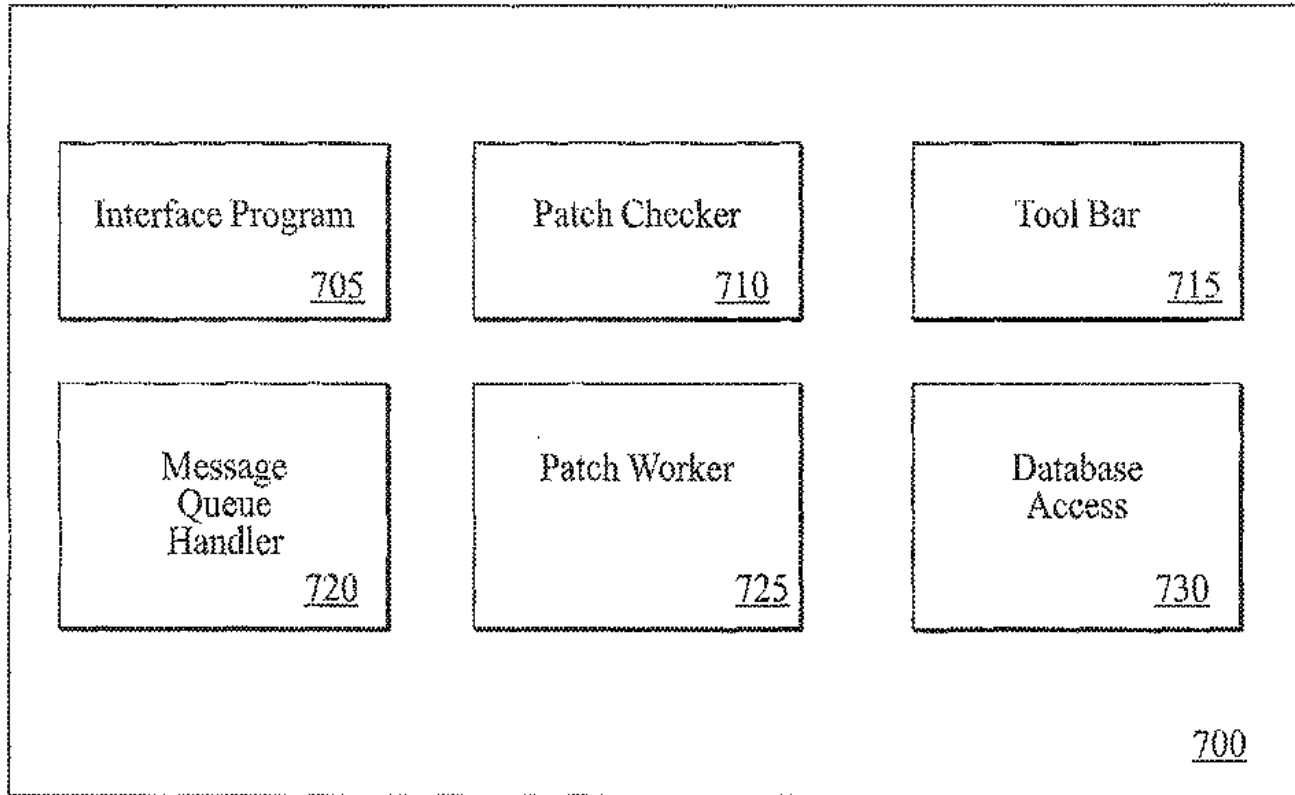 Interface Program
705
Patch Checker
710
Tool Bar
715
Message
Queue
Handler
720
Patch Worker
725
Database
Access
730
700